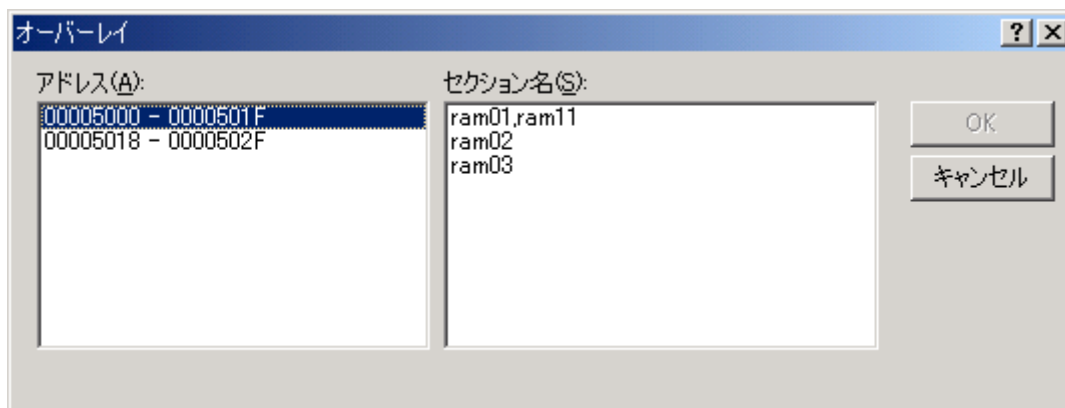 オーバーレイ
アドレス(A):
セクション名(S):
00005000 - 0000501F
00005018 - 0000502F
ram01,ram11
ram02
ram03
OK
キャンセル